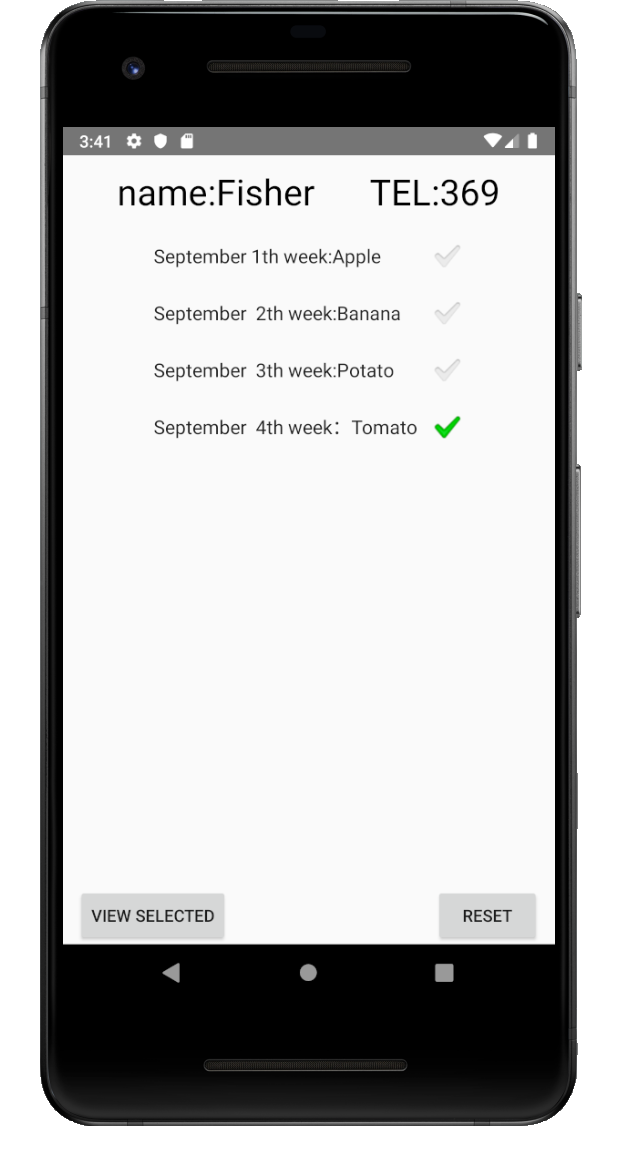 3:41
name:Fisher TEL:369
September 1th week:Apple
September 2th week:Banana
September 3th week:Potato
September 4th week：Tomato
VIEW SELECTED RESET